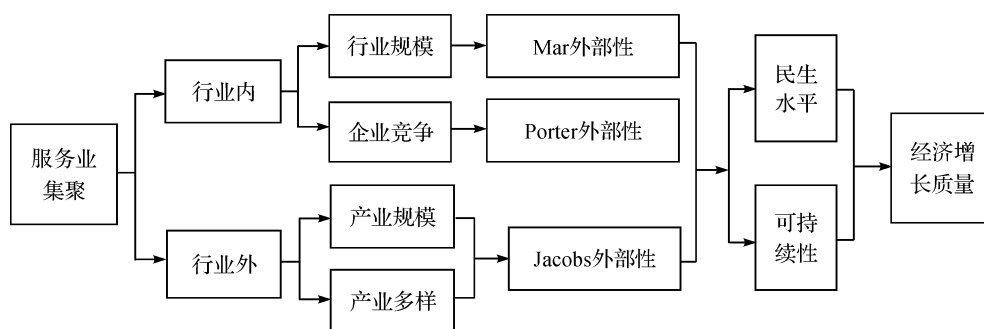 服务业
集聚
行业内
行业外
行业规模
企业竞争
产业规模
产业多样
Mar外部性
Porter外部性
Jacobs外部性
民生
水平
可持
续性
经济增
长质量